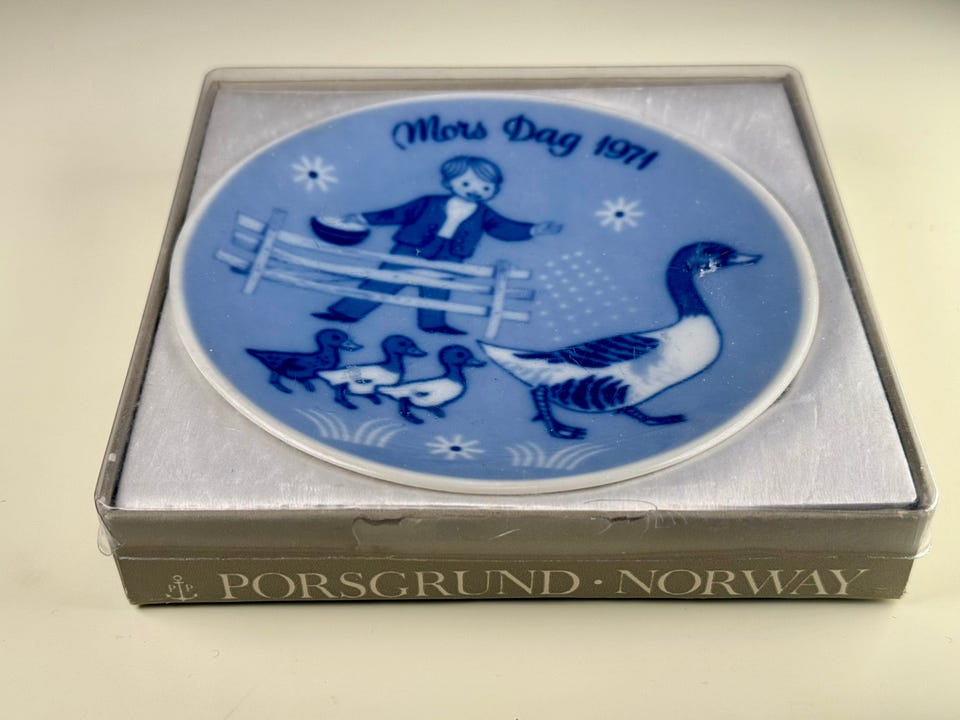 Mors Dag 1971
P P PORSGRUND · NORWAY